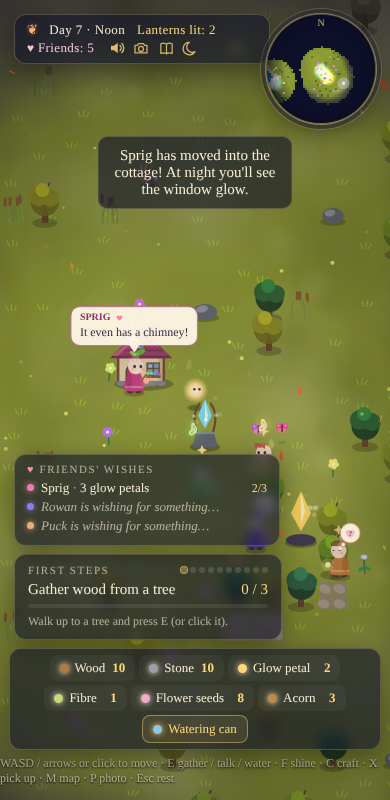 Day 7 · Noon Lanterns lit: 2
♥ Friends: 5
N
Sprig has moved into the
cottage! At night you'll see
the window glow.
SPRIG ♥
It even has a chimney!
♥ FRIENDS' WISHES
Sprig · 3 glow petals 2/3
Rowan is wishing for something…
Puck is wishing for something…
FIRST STEPS
Gather wood from a tree 0 / 3
Walk up to a tree and press E (or click it).
Wood 10 Stone 10 Glow petal 2
Fibre 1 Flower seeds 8 Acorn 3
Watering can
WASD / arrows or click to move · E gather / talk / water · F shine · C craft · X
pick up · M map · P photo · Esc rest